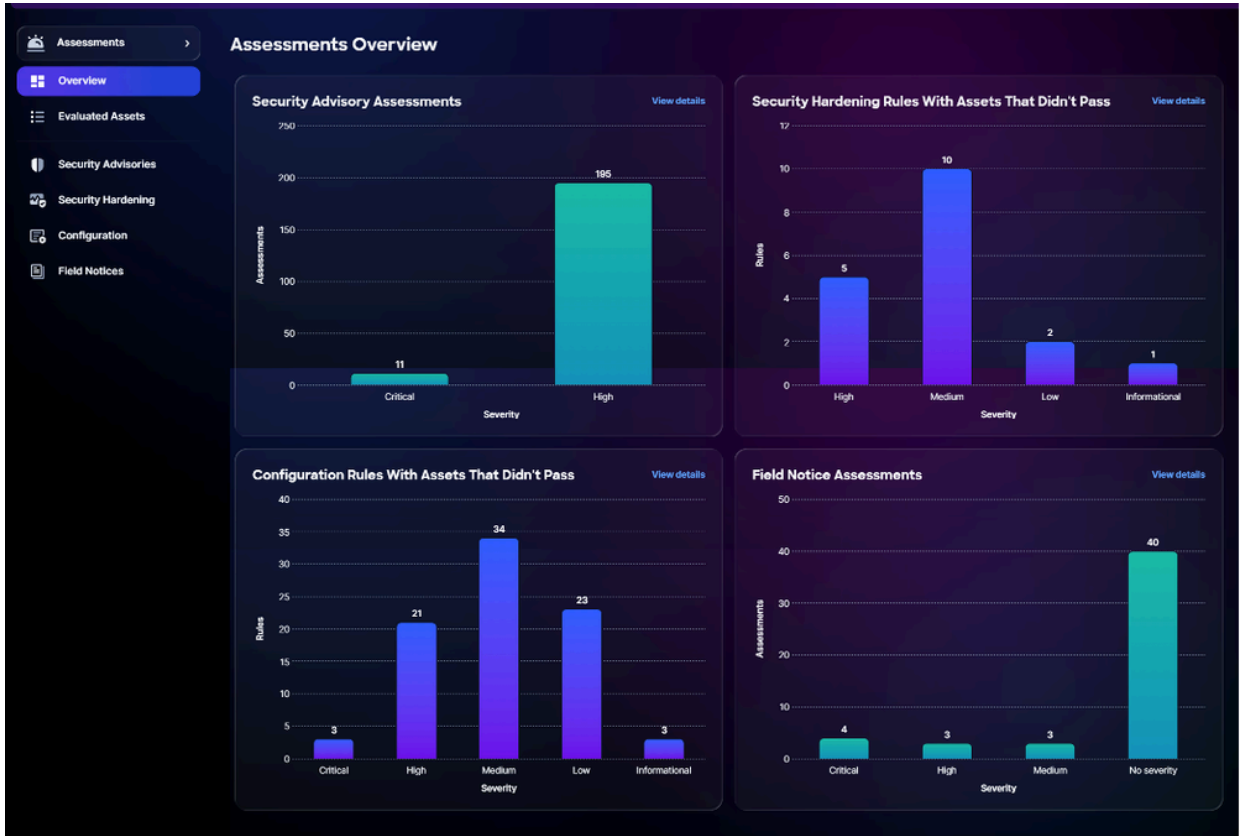 Assessments
Overview
Evaluated Assets
Security Advisories
Security Hardening
Configuration
Field Notices
Assessments Overview
Security Advisory Assessments
View details
250
200
150
100
50
0
Assessments
11
195
Critical
High
Severity
Security Hardening Rules With Assets That Didn't Pass
View details
12
10
8
6
4
2
0
Rules
5
10
2
1
High
Medium
Low
Informational
Severity
Configuration Rules With Assets That Didn't Pass
View details
40
35
30
25
20
15
10
5
0
Rules
3
21
34
23
3
Critical
High
Medium
Low
Informational
Severity
Field Notice Assessments
View details
50
40
30
20
10
0
Assessments
4
3
3
40
Critical
High
Medium
No severity
Severity